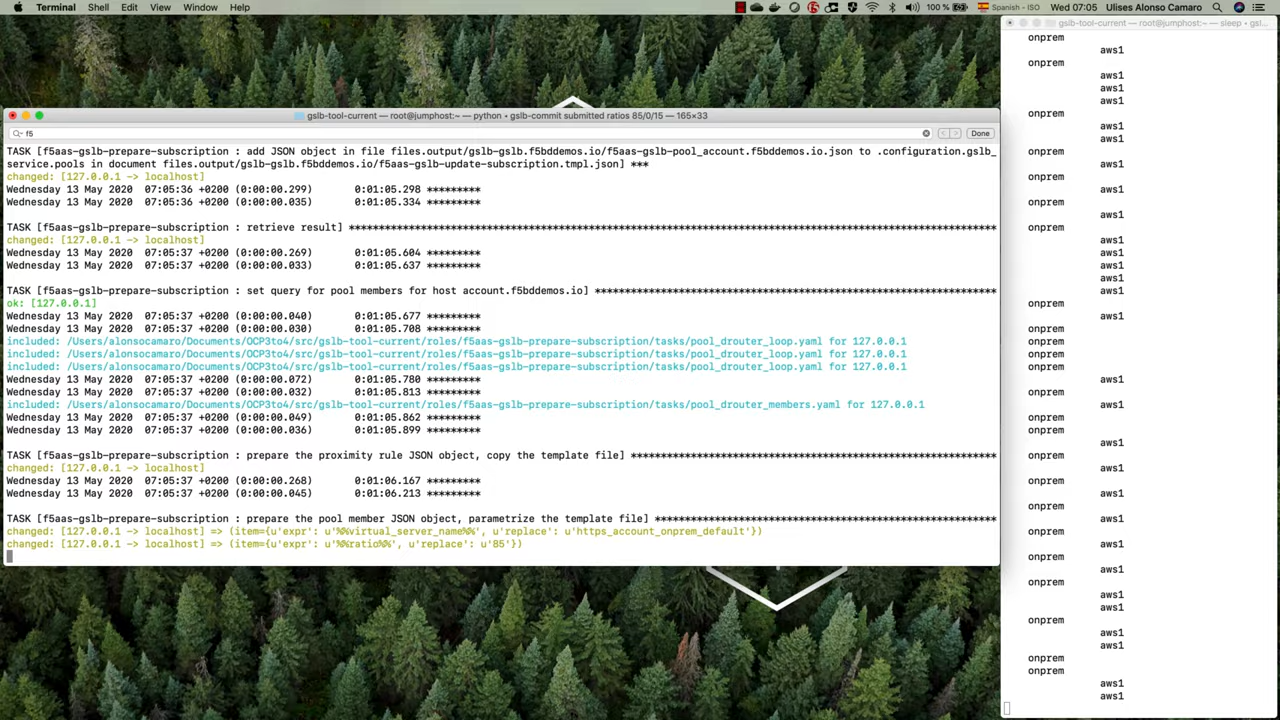 Terminal Shell Edit View Window Help 100 % Spanish - ISO Wed 07:05 Ulises Alonso Camaro
gslb-tool-current — root@jumphost:~ — python • gslb-commit submitted ratios 85/0/15 — 165×33
f5 Done
TASK [f5aas-gslb-prepare-subscription : add JSON object in file files.output/gslb-gslb.f5bddemos.io/f5aas-gslb-pool_account.f5bddemos.io.json to .configuration.gslb_
service.pools in document files.output/gslb-gslb.f5bddemos.io/f5aas-gslb-update-subscription.tmpl.json] ***
changed: [127.0.0.1 -> localhost]
Wednesday 13 May 2020 07:05:36 +0200 (0:00:00.299) 0:01:05.298 *********
Wednesday 13 May 2020 07:05:36 +0200 (0:00:00.035) 0:01:05.334 *********
TASK [f5aas-gslb-prepare-subscription : retrieve result] ******************************************************************************************************
changed: [127.0.0.1 -> localhost]
Wednesday 13 May 2020 07:05:37 +0200 (0:00:00.269) 0:01:05.604 *********
Wednesday 13 May 2020 07:05:37 +0200 (0:00:00.033) 0:01:05.637 *********
TASK [f5aas-gslb-prepare-subscription : set query for pool members for host account.f5bddemos.io] *******************************************************************
ok: [127.0.0.1]
Wednesday 13 May 2020 07:05:37 +0200 (0:00:00.040) 0:01:05.677 *********
Wednesday 13 May 2020 07:05:37 +0200 (0:00:00.030) 0:01:05.708 *********
included: /Users/alonsocamaro/Documents/OCP3to4/src/gslb-tool-current/roles/f5aas-gslb-prepare-subscription/tasks/pool_drouter_loop.yaml for 127.0.0.1
included: /Users/alonsocamaro/Documents/OCP3to4/src/gslb-tool-current/roles/f5aas-gslb-prepare-subscription/tasks/pool_drouter_loop.yaml for 127.0.0.1
included: /Users/alonsocamaro/Documents/OCP3to4/src/gslb-tool-current/roles/f5aas-gslb-prepare-subscription/tasks/pool_drouter_loop.yaml for 127.0.0.1
Wednesday 13 May 2020 07:05:37 +0200 (0:00:00.072) 0:01:05.780 *********
Wednesday 13 May 2020 07:05:37 +0200 (0:00:00.032) 0:01:05.813 *********
included: /Users/alonsocamaro/Documents/OCP3to4/src/gslb-tool-current/roles/f5aas-gslb-prepare-subscription/tasks/pool_drouter_members.yaml for 127.0.0.1
Wednesday 13 May 2020 07:05:37 +0200 (0:00:00.049) 0:01:05.862 *********
Wednesday 13 May 2020 07:05:37 +0200 (0:00:00.036) 0:01:05.899 *********
TASK [f5aas-gslb-prepare-subscription : prepare the proximity rule JSON object, copy the template file] *************************************************************
changed: [127.0.0.1 -> localhost]
Wednesday 13 May 2020 07:05:37 +0200 (0:00:00.268) 0:01:06.167 *********
Wednesday 13 May 2020 07:05:37 +0200 (0:00:00.045) 0:01:06.213 *********
TASK [f5aas-gslb-prepare-subscription : prepare the pool member JSON object, parametrize the template file] *********************************************************
changed: [127.0.0.1 -> localhost] => (item={u'expr': u'%%virtual_server_name%%', u'replace': u'https_account_onprem_default'})
changed: [127.0.0.1 -> localhost] => (item={u'expr': u'%%ratio%%', u'replace': u'85'})
gslb-tool-current — root@jumphost:~ — sleep • gsl...
onprem
aws1
onprem
aws1
aws1
aws1
onprem
aws1
aws1
onprem
aws1
onprem
aws1
onprem
aws1
onprem
aws1
aws1
aws1
aws1
aws1
onprem
aws1
onprem
onprem
onprem
onprem
aws1
onprem
aws1
onprem
onprem
aws1
onprem
aws1
onprem
aws1
onprem
aws1
onprem
aws1
onprem
aws1
onprem
aws1
aws1
onprem
aws1
aws1
onprem
onprem
aws1
aws1